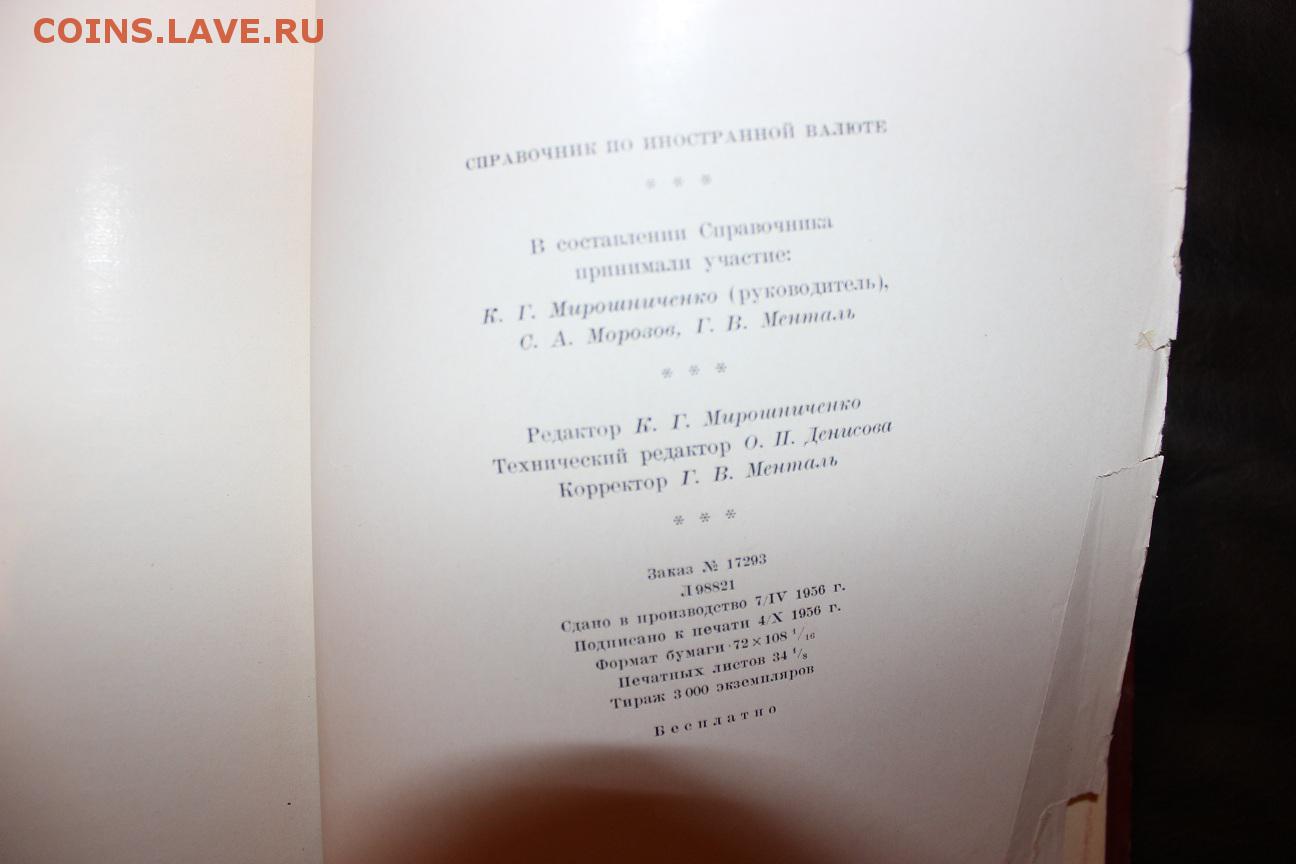 COINS.LAVE.RU
СПРАВОЧНИК ПО ИНОСТРАННОЙ ВАЛЮТЕ
* * *
В составлении Справочника
принимали участие:
К. Г. Мирошниченко (руководитель),
С. А. Морозов, Г. В. Менталь
* * *
Редактор К. Г. Мирошниченко
Технический редактор О. П. Денисова
Корректор Г. В. Менталь
* * *
Заказ № 17293
Л 98821
Сдано в производство 7/IV 1956 г.
Подписано к печати 4/X 1956 г.
Формат бумаги 72×108 1/16
Печатных листов 34 1/8
Тираж 3 000 экземпляров
Бесплатно